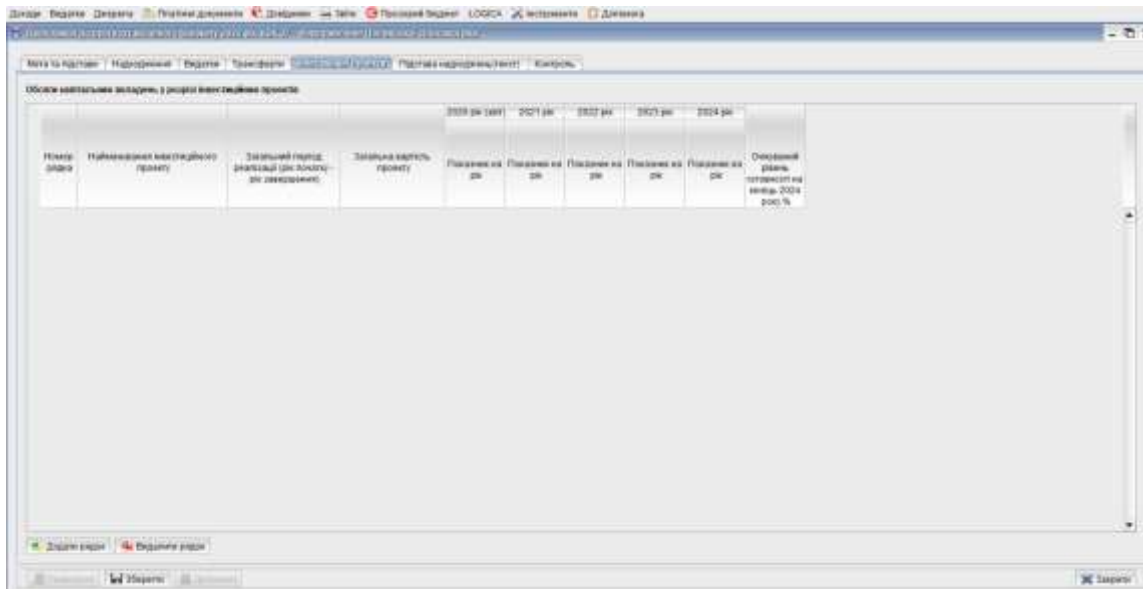 Доходи Видатки Джерела Платіжні документи Довідники Звіти Прозорий бюджет LOGICA Інструменти Допомога
Мета та підстави Надходження Видатки Трансферти Підстава надходжень(текст) Контроль
Обсяги капітальних вкладень у розрізі інвестиційних проектів
2020 рік (звіт) 2021 рік 2022 рік 2023 рік 2024 рік
Номер рядка
Найменування інвестиційного проекту
Загальний період реалізації (рік початку - рік завершення)
Загальна вартість проекту
Показник на рік
Показник на рік
Показник на рік
Показник на рік
Показник на рік
Очікуваний рівень готовності на кінець 2024 року, %
Додати рядок Видалити рядок
Зберегти Закрити